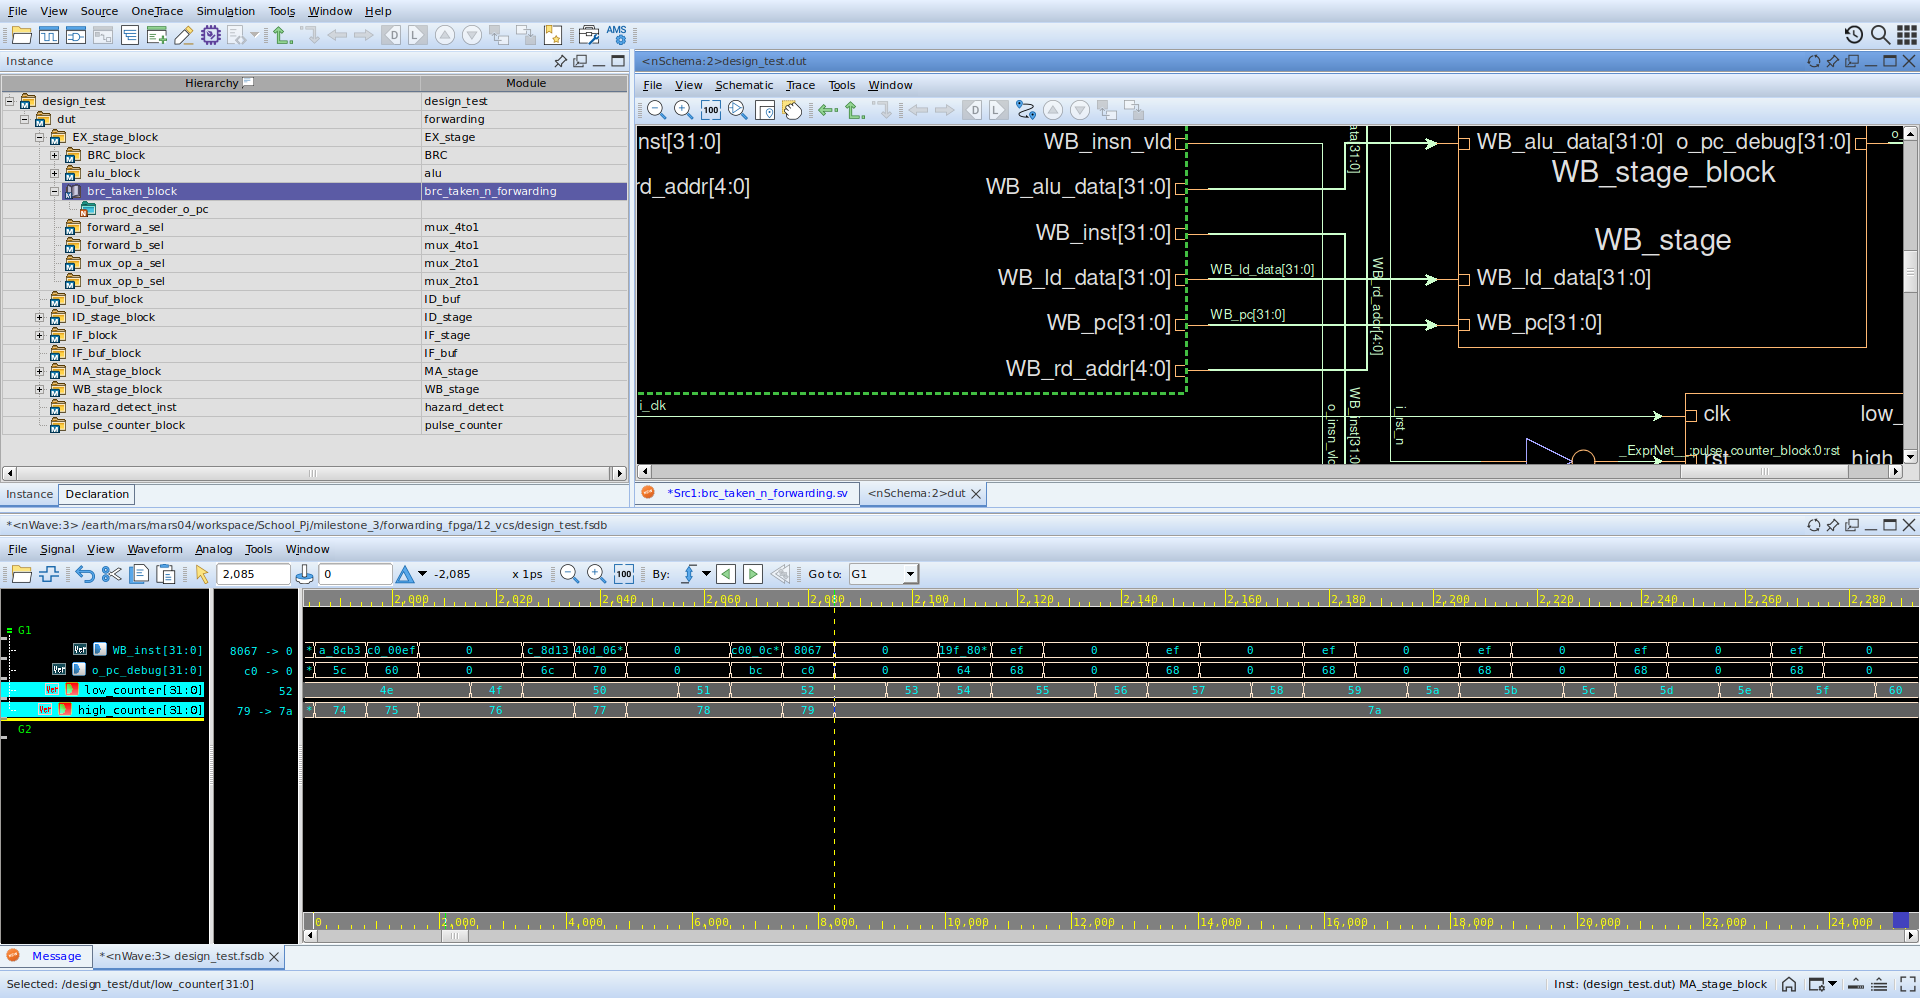 File View Source OneTrace Simulation Tools Window Help
AMS
Instance
Hierarchy Module
design_test design_test
dut forwarding
EX_stage_block EX_stage
BRC_block BRC
alu_block alu
brc_taken_block brc_taken_n_forwarding
proc_decoder_o_pc
forward_a_sel mux_4to1
forward_b_sel mux_4to1
mux_op_a_sel mux_2to1
mux_op_b_sel mux_2to1
ID_buf_block ID_buf
ID_stage_block ID_stage
IF_block IF_stage
IF_buf_block IF_buf
MA_stage_block MA_stage
WB_stage_block WB_stage
hazard_detect_inst hazard_detect
pulse_counter_block pulse_counter
Instance Declaration
<nSchema:2>design_test.dut
File View Schematic Trace Tools Window
100
nst[31:0] WB_insn_vld
rd_addr[4:0] WB_alu_data[31:0]
WB_inst[31:0]
WB_ld_data[31:0] WB_ld_data[31:0]
WB_pc[31:0] WB_pc[31:0]
WB_rd_addr[4:0]
ata[31:0]
WB_rd_addr[4:0]
WB_alu_data[31:0] o_pc_debug[31:0] o_
WB_stage_block
WB_stage
WB_ld_data[31:0]
WB_pc[31:0]
i_clk
o_insn_vld
WB_inst[31:0]
i_rst_n
clk low_
_ExprNet__:pulse_counter_block:0:rst
rst high
*Src1:brc_taken_n_forwarding.sv <nSchema:2>dut
*<nWave:3> /earth/mars/mars04/workspace/School_Pj/milestone_3/forwarding_fpga/12_vcs/design_test.fsdb
File Signal View Waveform Analog Tools Window
2,085 0 -2,085 x 1ps 100 By: Go to: G1
2,000 2,020 2,040 2,060 2,080 2,100 2,120 2,140 2,160 2,180 2,200 2,220 2,240 2,260 2,280
G1
WB_inst[31:0] 8067 -> 0 * a_8cb3 c0_00ef 0 c_8d13 40d_06* 0 c00_0c* 8067 0 19f_80* ef 0 ef 0 ef 0 ef 0 ef 0 ef 0
o_pc_debug[31:0] c0 -> 0 * 5c 60 0 6c 70 0 bc c0 0 64 68 0 68 0 68 0 68 0 68 0 68 0
low_counter[31:0] 52 4e 4f 50 51 52 53 54 55 56 57 58 59 5a 5b 5c 5d 5e 5f 60
high_counter[31:0] 79 -> 7a * 74 75 76 77 78 79 7a
G2
0 2,000 4,000 6,000 8,000 10,000 12,000 14,000 16,000 18,000 20,000 22,000 24,000
Message *<nWave:3> design_test.fsdb
Selected: /design_test/dut/low_counter[31:0] Inst: (design_test.dut) MA_stage_block